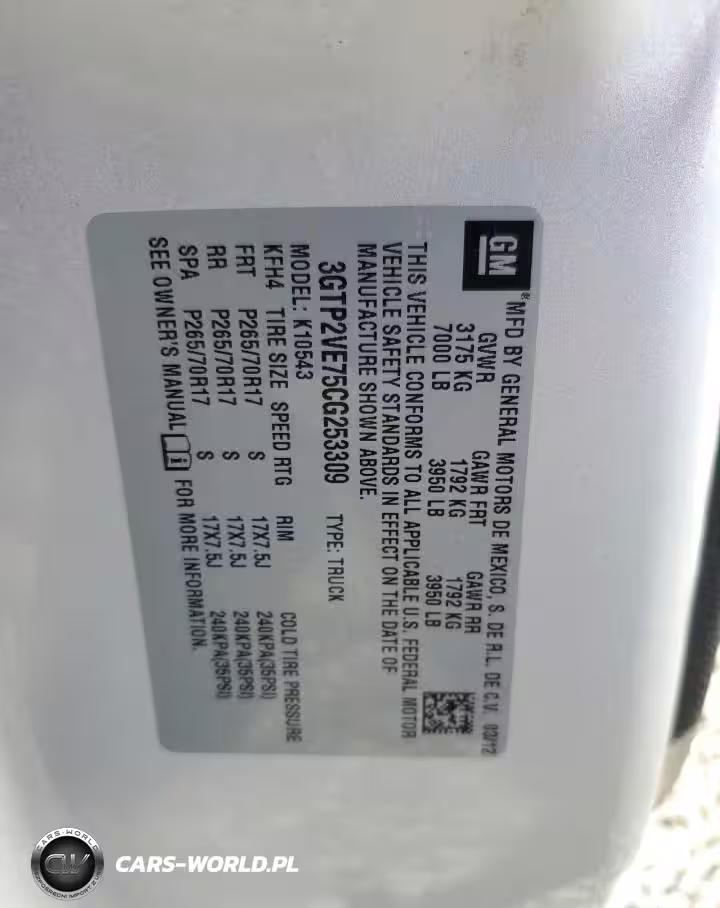 GM
®MFD BY GENERAL MOTORS DE MEXICO, S. DE R.L. DE C.V. 03/12
GVWR GAWR FRT GAWR RR
3175 KG 1792 KG 1792 KG
7000 LB 3950 LB 3950 LB
THIS VEHICLE CONFORMS TO ALL APPLICABLE U.S. FEDERAL MOTOR
VEHICLE SAFETY STANDARDS IN EFFECT ON THE DATE OF
MANUFACTURE SHOWN ABOVE.
3GTP2VE75CG253309 TYPE: TRUCK
MODEL: K10543
KFH4 TIRE SIZE SPEED RTG RIM COLD TIRE PRESSURE
FRT P265/70R17 S 17X7.5J 240KPA(35PSI)
RR P265/70R17 S 17X7.5J 240KPA(35PSI)
SPA P265/70R17 S 17X7.5J 240KPA(35PSI)
SEE OWNER'S MANUAL FOR MORE INFORMATION.
CARS-WORLD
CW
CARS-WORLD.PL